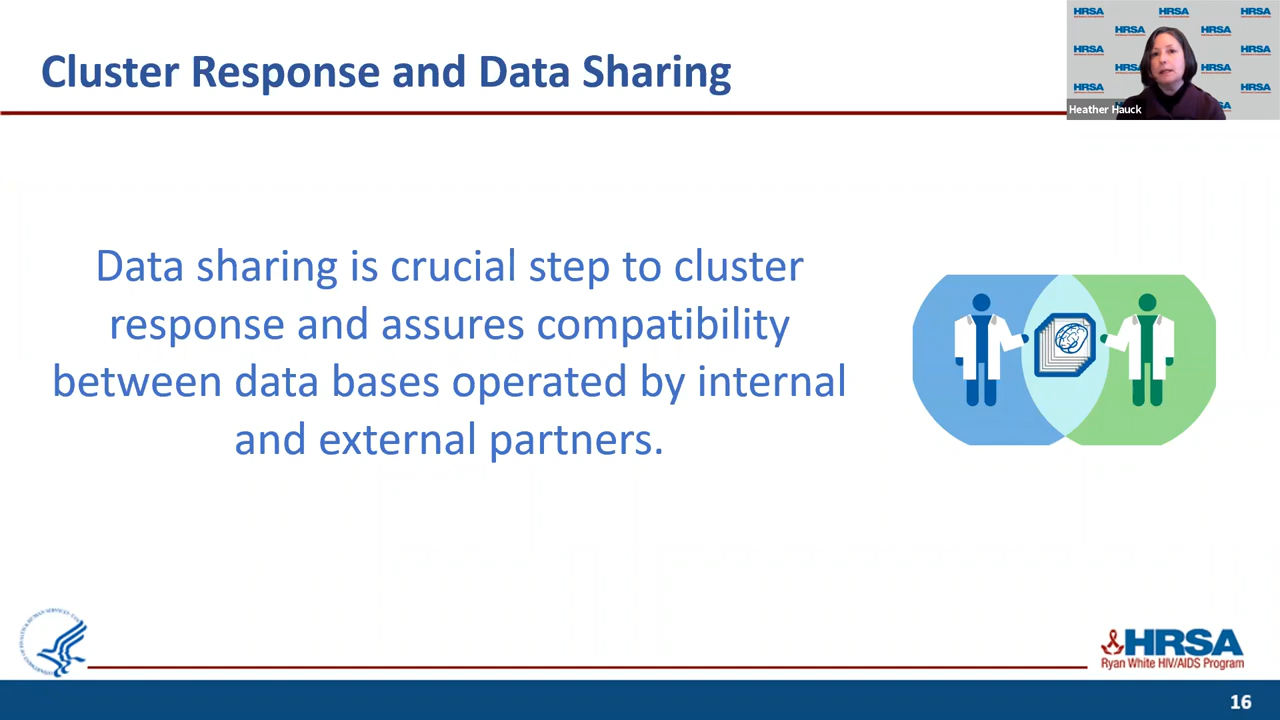 Cluster Response and Data Sharing
HRSA HRSA HRSA
HRSA HRSA
HRSA HRSA
HRSA HRSA
HRSA HRSA
Heather Hauck
Data sharing is crucial step to cluster
response and assures compatibility
between data bases operated by internal
and external partners.
HRSA
Ryan White HIV/AIDS Program
16